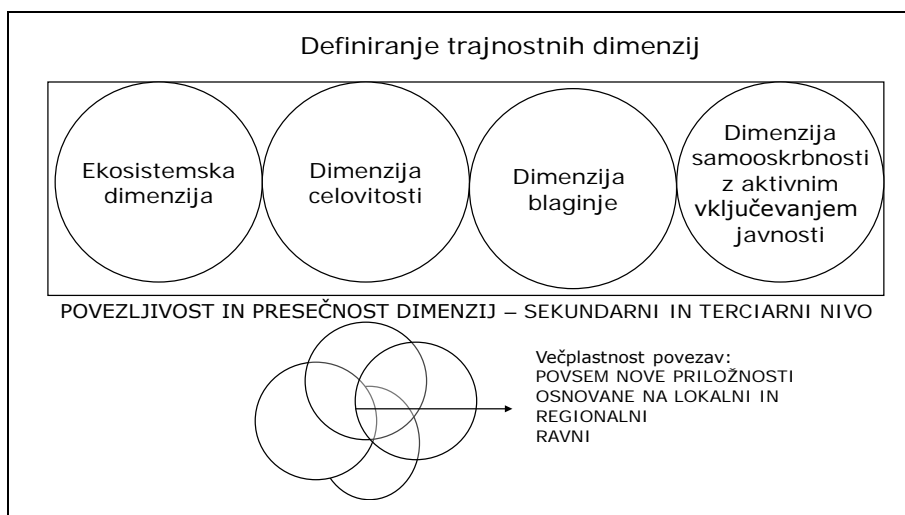 Definiranje trajnostnih dimenzij
Ekosistemska
dimenzija
Dimenzija
celovitosti
Dimenzija
blaginje
Dimenzija
samooskrbnosti
z aktivnim
vključevanjem
javnosti
POVEZLJIVOST IN PRESEČNOST DIMENZIJ – SEKUNDARNI IN TERCIARNI NIVO
Večplastnost povezav:
POVSEM NOVE PRILOŽNOSTI
OSNOVANE NA LOKALNI IN
REGIONALNI
RAVNI